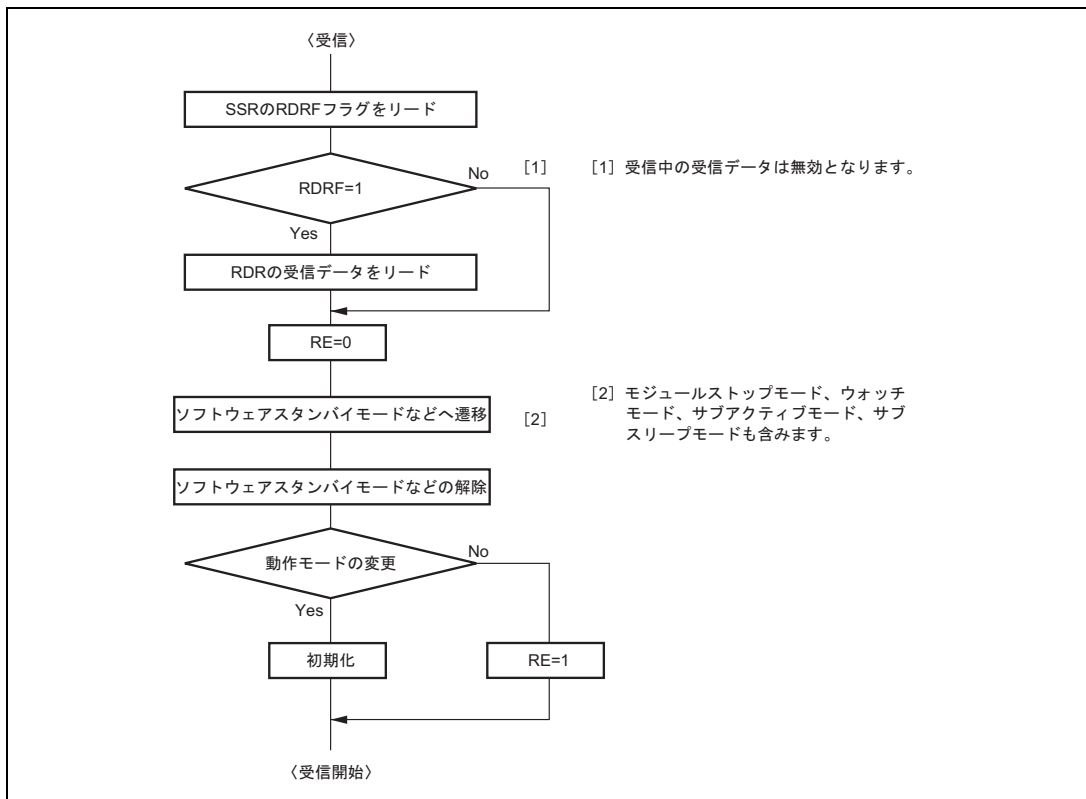 〈受信〉
SSRのRDRFフラグをリード
RDRF=1
No
[1]
[1] 受信中の受信データは無効となります。
Yes
RDRの受信データをリード
RE=0
ソフトウェアスタンバイモードなどへ遷移
[2]
[2] モジュールストップモード、ウォッチ
モード、サブアクティブモード、サブ
スリープモードも含みます。
ソフトウェアスタンバイモードなどの解除
動作モードの変更
No
Yes
初期化
RE=1
〈受信開始〉